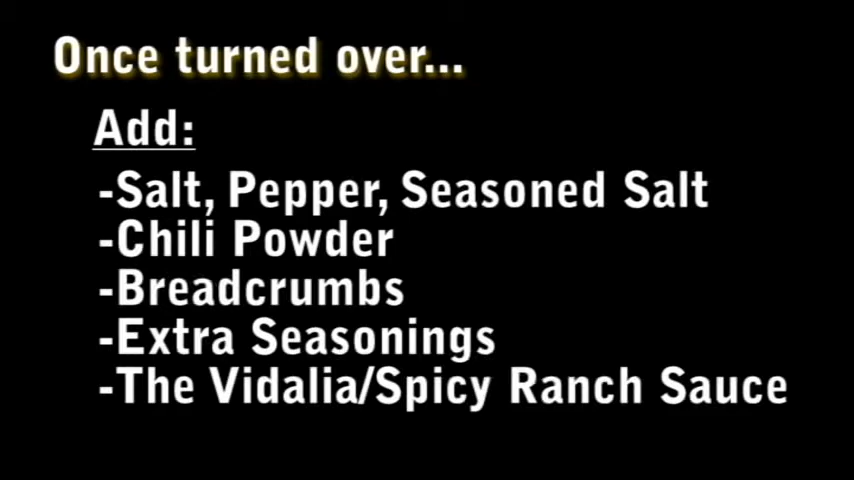 Once turned over...
Add:
-Salt, Pepper, Seasoned Salt
-Chili Powder
-Breadcrumbs
-Extra Seasonings
-The Vidalia/Spicy Ranch Sauce